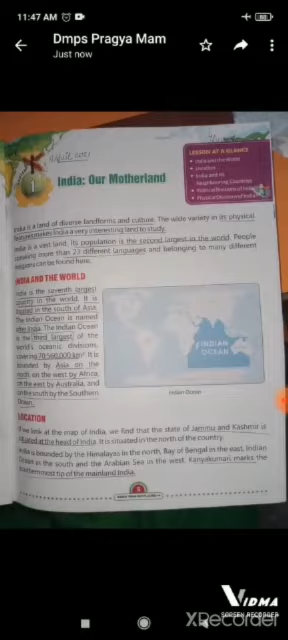 11:47 AM
88
Dmps Pragya Mam
Just now
April, 2021
LESSON AT A GLANCE
India and the World
Location
India and its
Neighbouring Countries
Political Divisions of India
Physical Divisions of India
1
India: Our Motherland
India is a land of diverse landforms and culture. The wide variety in its physical
features makes India a very interesting land to study.
India is a vast land. Its population is the second largest in the world. People
speaking more than 22 different languages and belonging to many different
religions can be found here.
INDIA AND THE WORLD
India is the seventh largest
country in the world. It is
located in the south of Asia.
The Indian Ocean is named
after India. The Indian Ocean
is the third largest of the
world's oceanic divisions,
covering 70,560,000 km². It is
bounded by Asia on the
north, on the west by Africa,
on the east by Australia, and
on the south by the Southern
Ocean.
INDIAN
OCEAN
Indian Ocean
LOCATION
If we look at the map of India, we find that the state of Jammu and Kashmir is
situated at the head of India. It is situated in the north of the country.
India is bounded by the Himalayas in the north, Bay of Bengal in the east, Indian
Ocean in the south and the Arabian Sea in the west. Kanyakumari marks the
southernmost tip of the mainland India.
VIDMA
SCREEN RECORDER
XRecorder